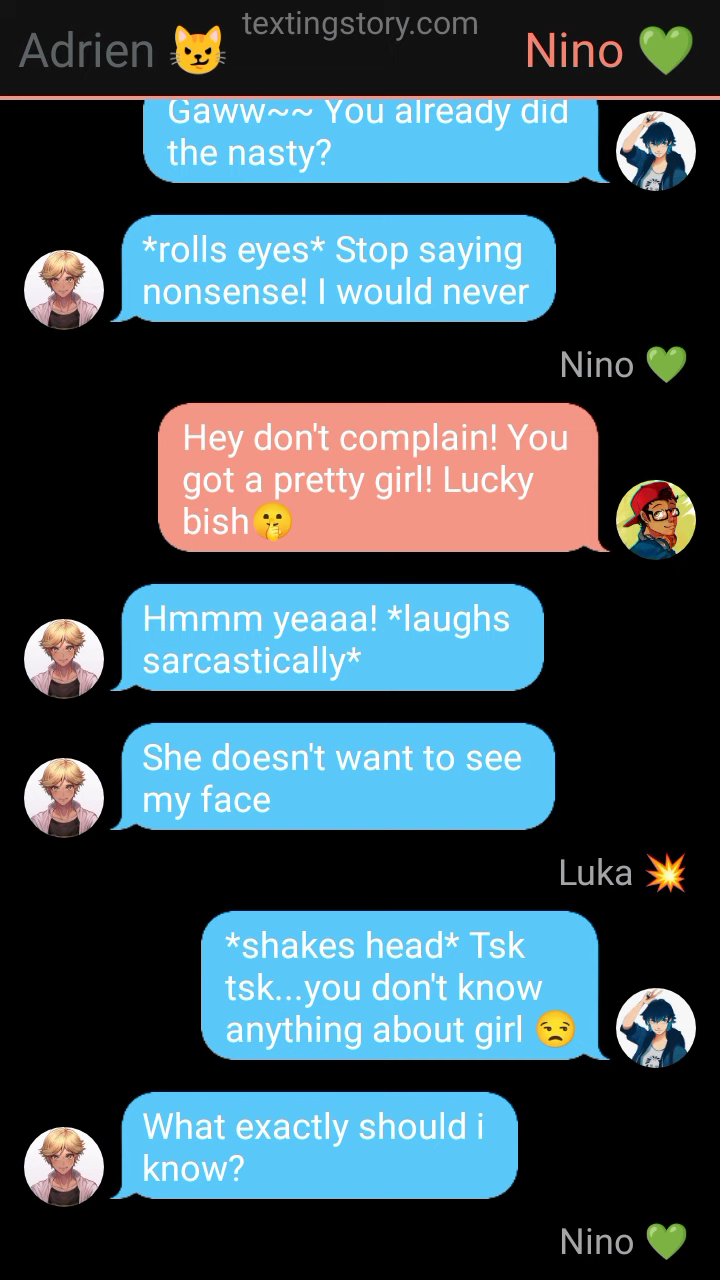 textingstory.com
Adrien 😼
Nino 💚
Gaww~~ You already did
the nasty?
*rolls eyes* Stop saying
nonsense! I would never
Nino 💚
Hey don't complain! You
got a pretty girl! Lucky
bish🤫
Hmmm yeaaa! *laughs
sarcastically*
She doesn't want to see
my face
Luka 💥
*shakes head* Tsk
tsk...you don't know
anything about girl 😒
What exactly should i
know?
Nino 💚